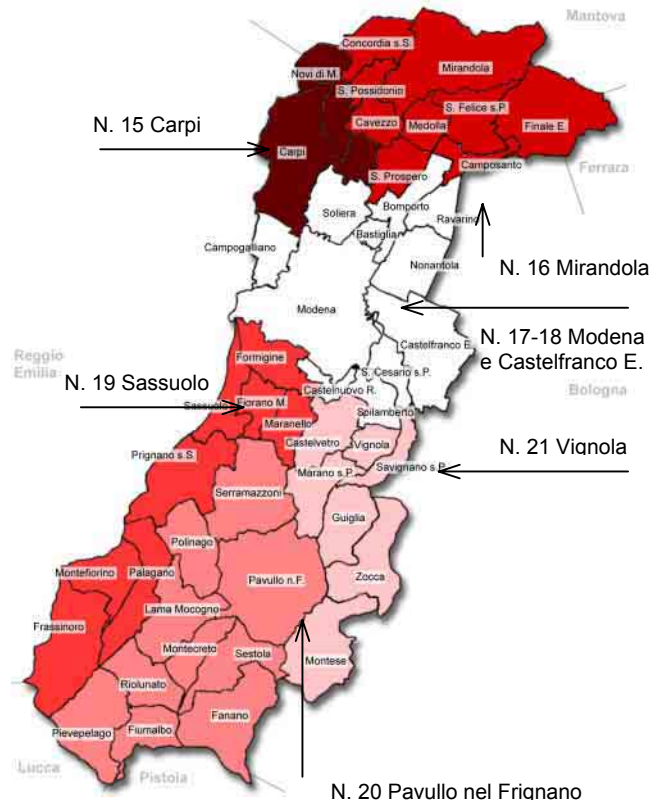 Mantova
Concordia s.S.
Novi di M.
Mirandola
S. Possidonio
S. Felice s.P.
N. 15 Carpi
Cavezzo
Medolla
Finale E.
Carpi
Camposanto
Ferrara
S. Prospero
Bomporto
Soliera
Ravarino
Bastiglia
Campogalliano
Nonantola
N. 16 Mirandola
Modena
N. 17-18 Modena
e Castelfranco E.
Castelfranco E.
Reggio
Emilia
Formigine
S. Cesario s.P.
N. 19 Sassuolo
Castelnuovo R.
Bologna
Sassuolo
Fiorano M.
Spilamberto
Maranello
Castelvetro
Vignola
N. 21 Vignola
Prignano s.S.
Marano s.P.
Savignano s.P.
Serramazzoni
Guiglia
Polinago
Montefiorino
Palagano
Pavullo n.F.
Zocca
Lama Mocogno
Frassinoro
Montecreto
Sestola
Montese
Riolunato
Fanano
Pievepelago
Fiumalbo
Lucca
Pistoia
N. 20 Pavullo nel Frignano